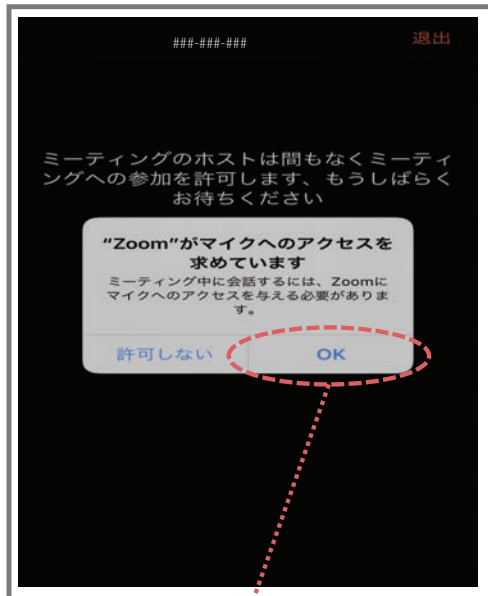 ###-###-###
退出
ミーティングのホストは間もなくミーティ
ングへの参加を許可します、もうしばらく
お待ちください
“Zoom”がマイクへのアクセスを
求めています
ミーティング中に会話するには、Zoomに
マイクへのアクセスを与える必要がありま
す。
許可しない
OK